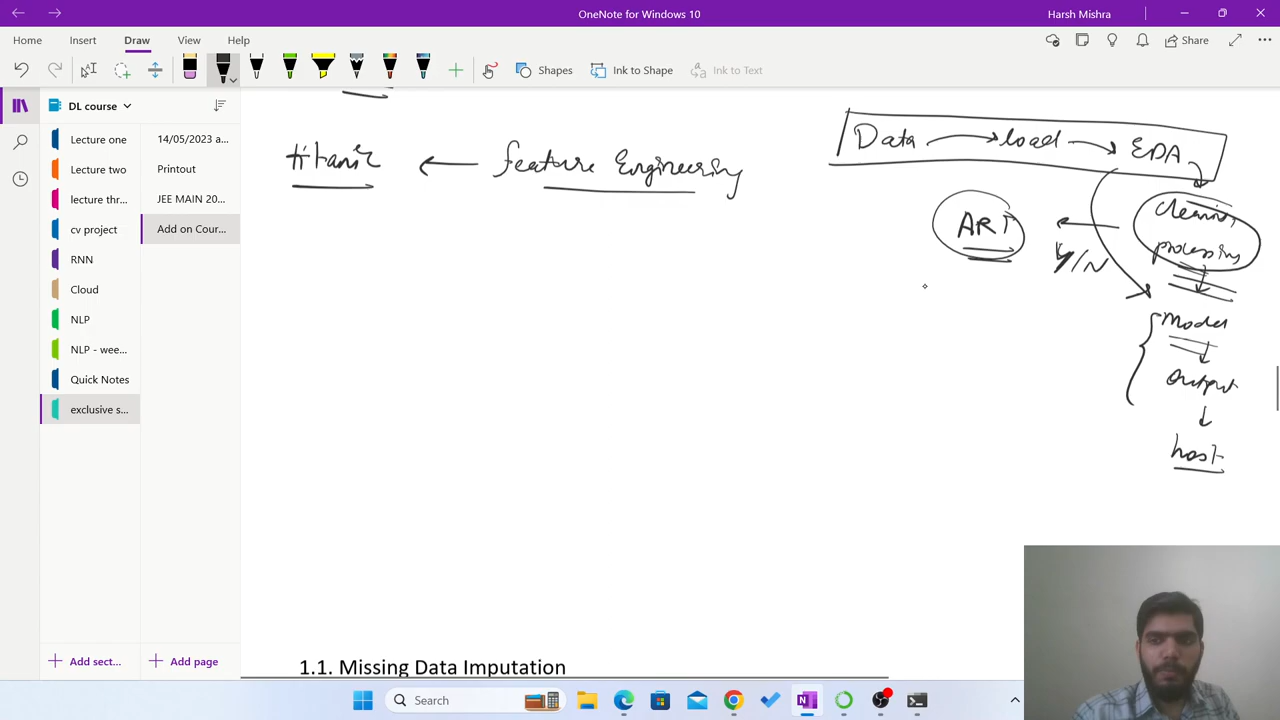 OneNote for Windows 10
Harsh Mishra
Home
Insert
Draw
View
Help
Share
Shapes
Ink to Shape
Ink to Text
DL course
Lecture one
Lecture two
lecture thr...
cv project
RNN
Cloud
NLP
NLP - wee...
Quick Notes
exclusive s...
Add sect...
14/05/2023 a...
Printout
JEE MAIN 20...
Add on Cour...
Add page
titanic ← feature Engineering
Data → load → EDA
cleaning
processing
ART
Y/N
Model
output
host
1.1. Missing Data Imputation
Search